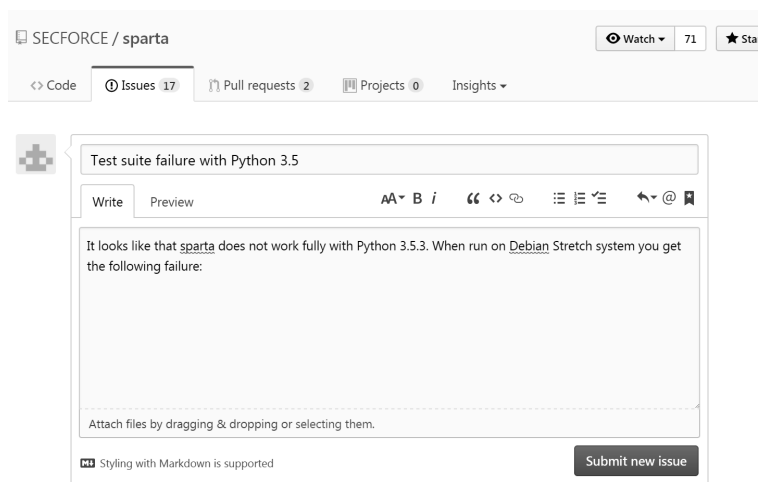 SECFORCE / sparta
Watch 71
<> Code Issues 17 Pull requests 2 Projects 0 Insights
Test suite failure with Python 3.5
Write Preview AA B i “ <> @
It looks like that sparta does not work fully with Python 3.5.3. When run on Debian Stretch system you get
the following failure:
Attach files by dragging & dropping or selecting them.
M Styling with Markdown is supported
Submit new issue